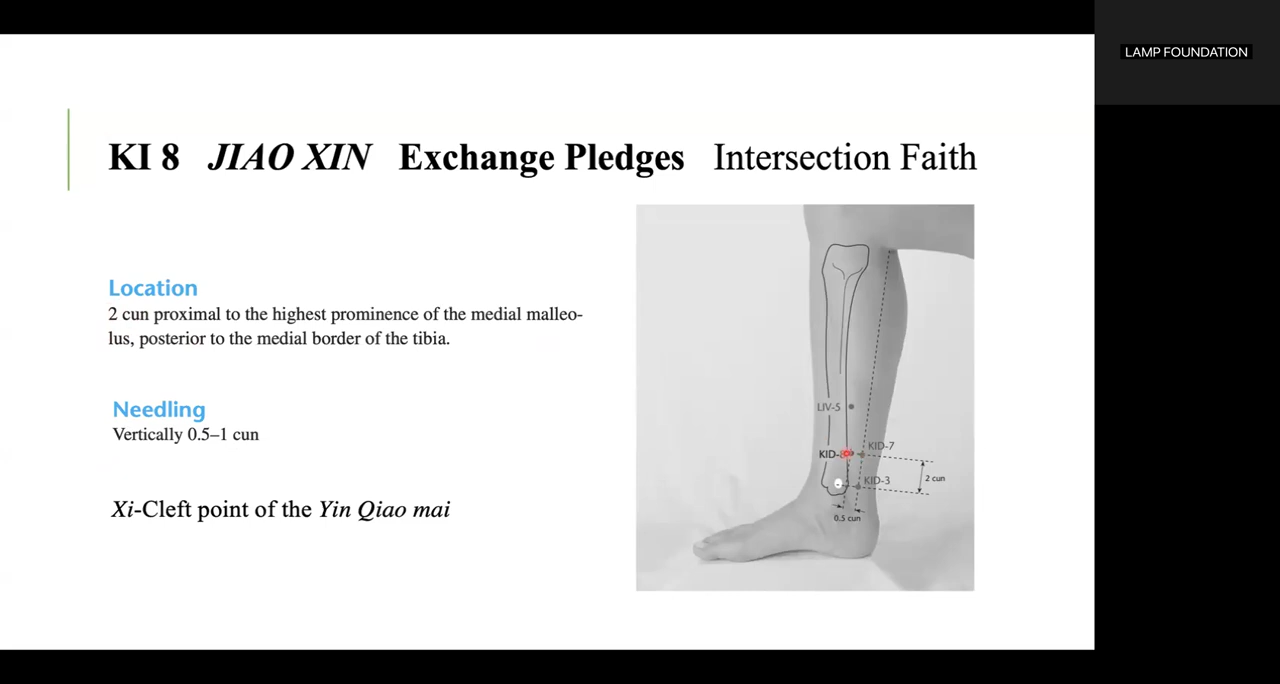 LAMP FOUNDATION
KI 8 JIAO XIN Exchange Pledges Intersection Faith
Location
2 cun proximal to the highest prominence of the medial malleo-
lus, posterior to the medial border of the tibia.
Needling
Vertically 0.5–1 cun
Xi-Cleft point of the Yin Qiao mai
LIV-5
KID-7
KID-
KID-3
2 cun
0.5 cun